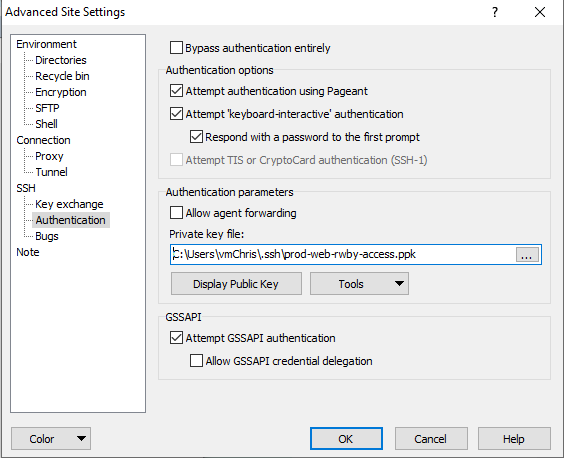 Advanced Site Settings
?
Environment
Directories
Recycle bin
Encryption
SFTP
Shell
Connection
Proxy
Tunnel
SSH
Key exchange
Authentication
Bugs
Note
Bypass authentication entirely
Authentication options
Attempt authentication using Pageant
Attempt 'keyboard-interactive' authentication
Respond with a password to the first prompt
Attempt TIS or CryptoCard authentication (SSH-1)
Authentication parameters
Allow agent forwarding
Private key file:
C:\Users\vmChris\.ssh\prod-web-rwby-access.ppk
...
Display Public Key
Tools
GSSAPI
Attempt GSSAPI authentication
Allow GSSAPI credential delegation
Color
OK
Cancel
Help